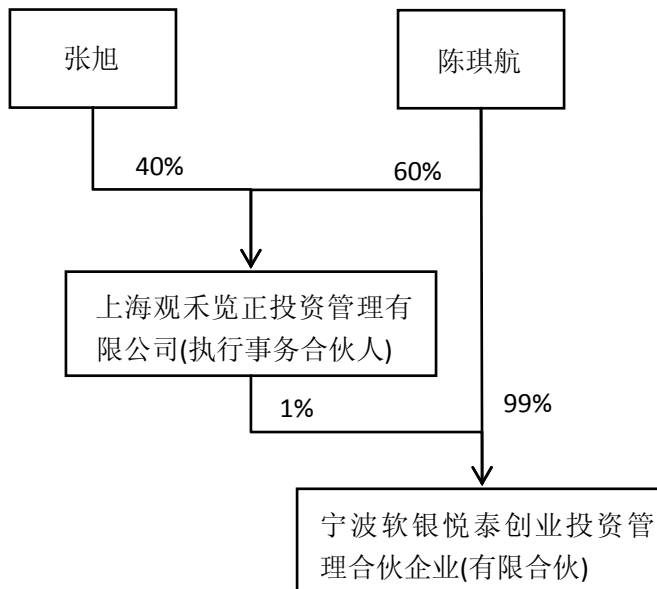 张旭
陈琪航
40%
60%
上海观禾览正投资管理有
限公司(执行事务合伙人)
1%
99%
宁波软银悦泰创业投资管
理合伙企业(有限合伙)